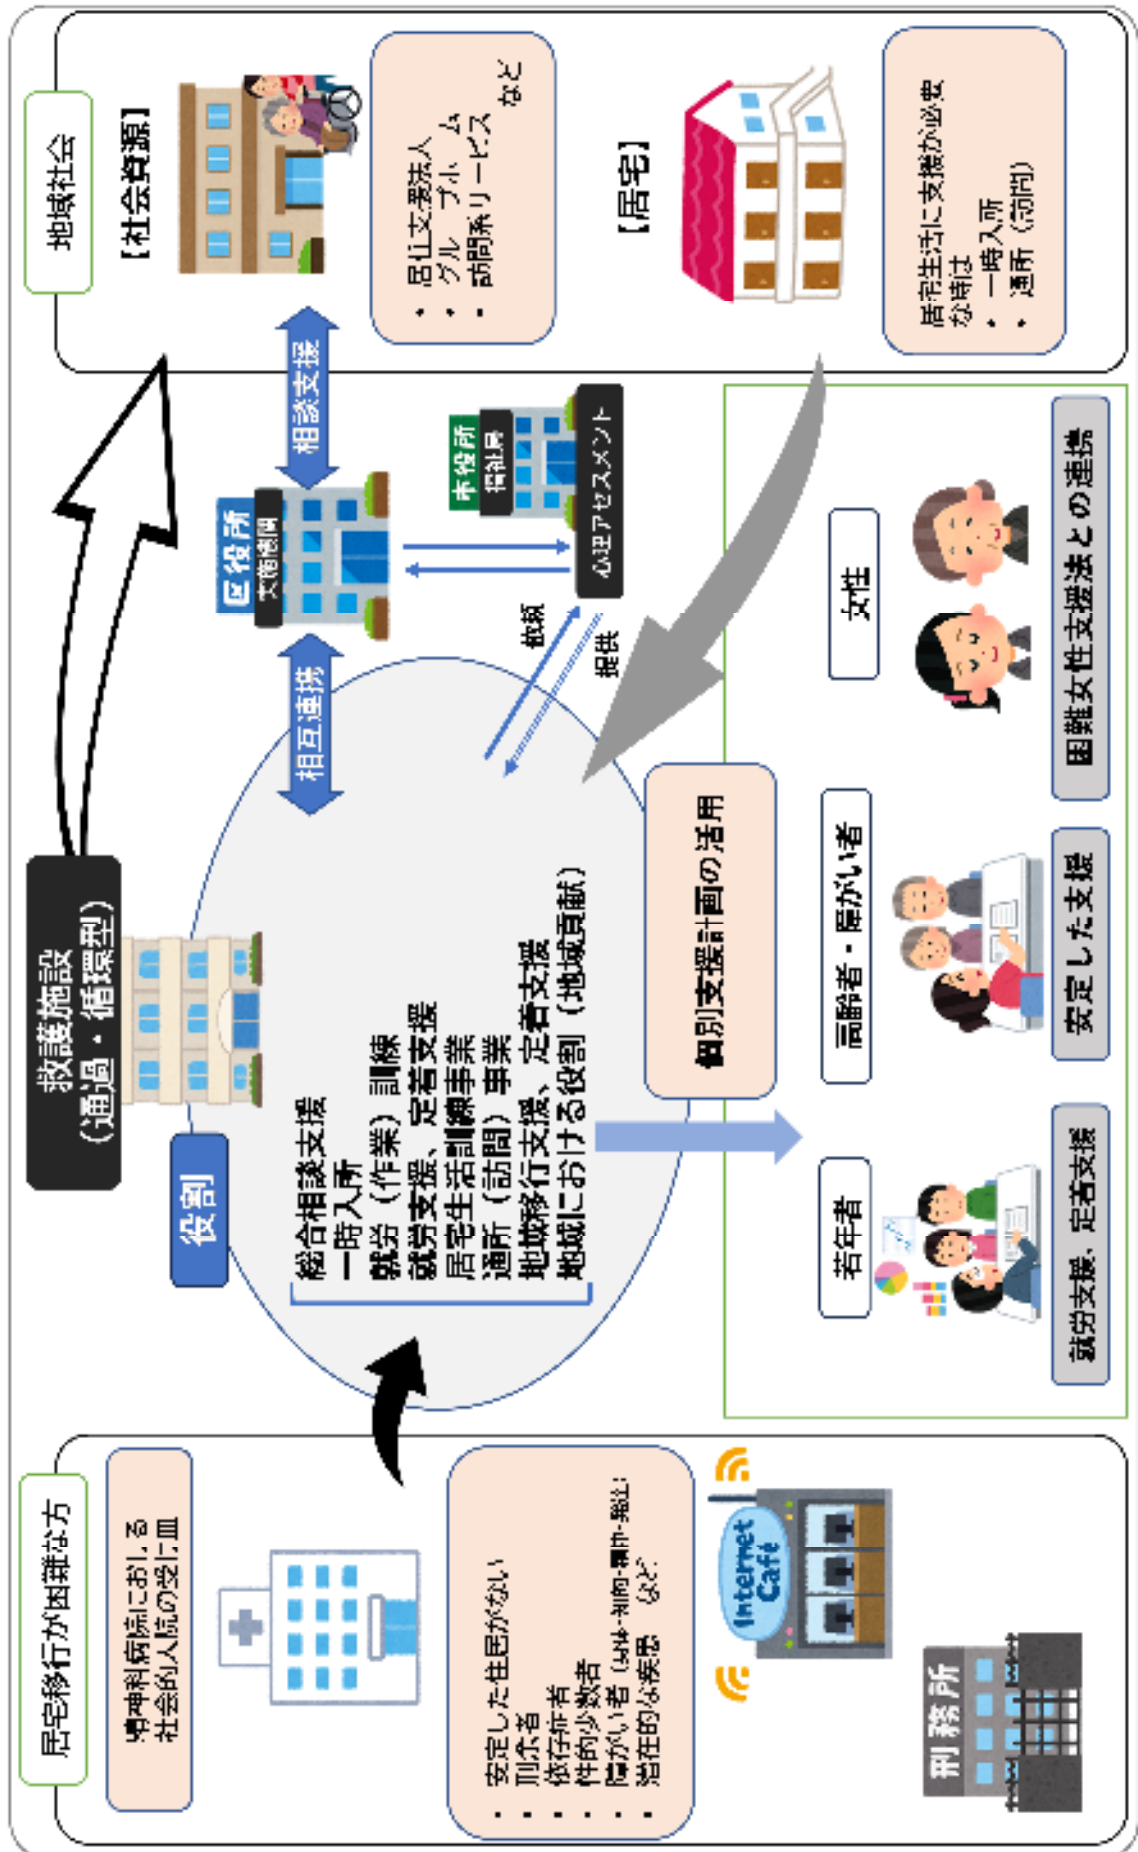 救護施設
（通過・循環型）
居宅移行が困難な方
精神科病院における
社会的入院の受け皿
・ 安定した住居がない
・ 刑余者
・ 依存症者
・ 性的少数者
・ 障がい者（身体・知的・精神・発達）
・ 潜在的な疾患 など
Internet
Café
刑務所
役割
総合相談支援
一時入所
就労（作業）訓練
就労支援、定着支援
居宅生活訓練事業
通所（訪問）事業
地域移行支援、定着支援
地域における役割（地域貢献）
相互連携
区役所
実施機関
相談支援
市役所
福祉局
心理アセスメント
依頼
提供
個別支援計画の活用
若年者
就労支援、定着支援
高齢者・障がい者
安定した支援
女性
困難女性支援法との連携
地域社会
【社会資源】
・ 居住支援法人
・ グループホーム
・ 訪問系サービス
など
【居宅】
居宅生活に支援が必要
な時は
・ 一時入所
・ 通所（訪問）